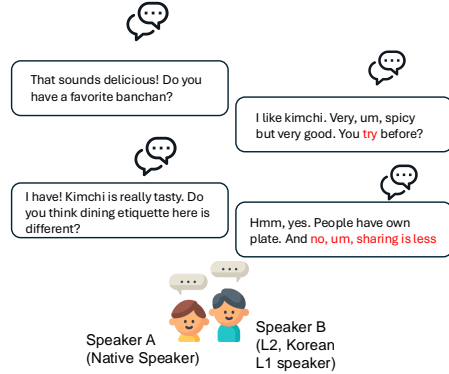 That sounds delicious! Do you
have a favorite banchan?
I like kimchi. Very, um, spicy
but very good. You try before?
I have! Kimchi is really tasty. Do
you think dining etiquette here is
different?
Hmm, yes. People have own
plate. And no, um, sharing is less
Speaker A
(Native Speaker)
Speaker B
(L2, Korean
L1 speaker)